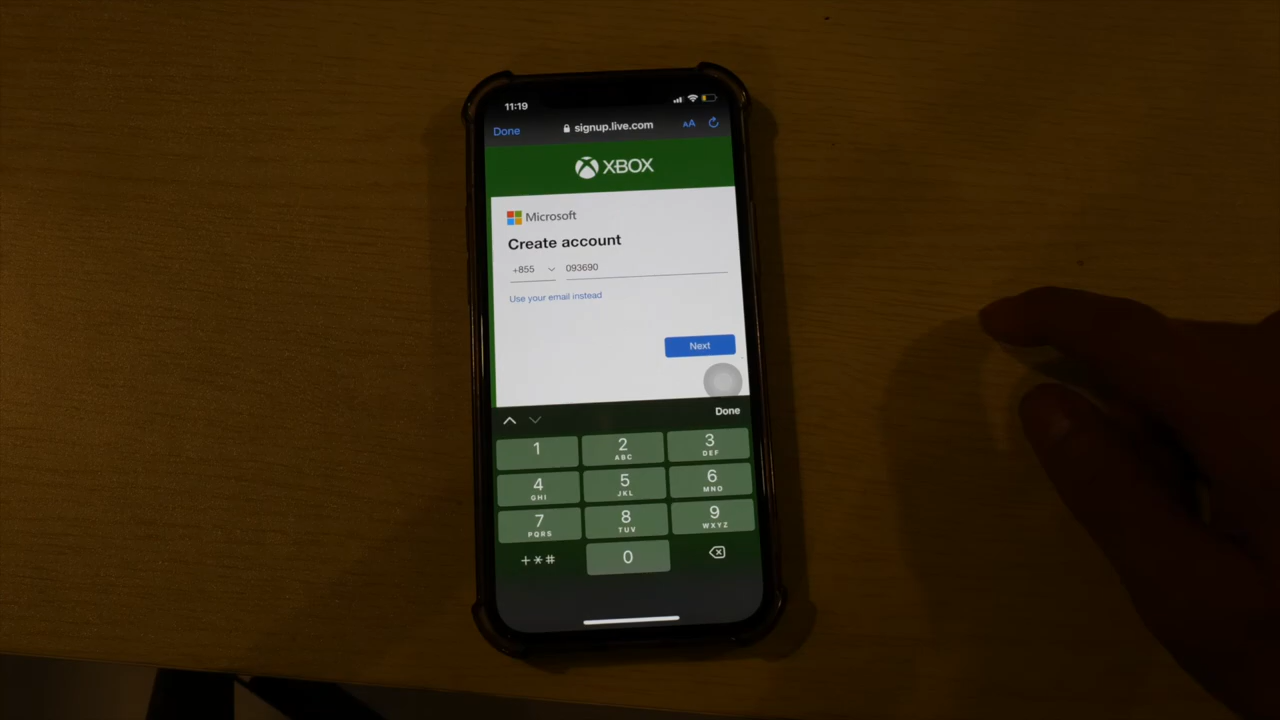 11:19
Done signup.live.com AA
XBOX
Microsoft
Create account
+855 093690
Use your email instead
Next
Done
1 2 3
ABC DEF
4 5 6
GHI JKL MNO
7 8 9
PQRS TUV WXYZ
+*# 0